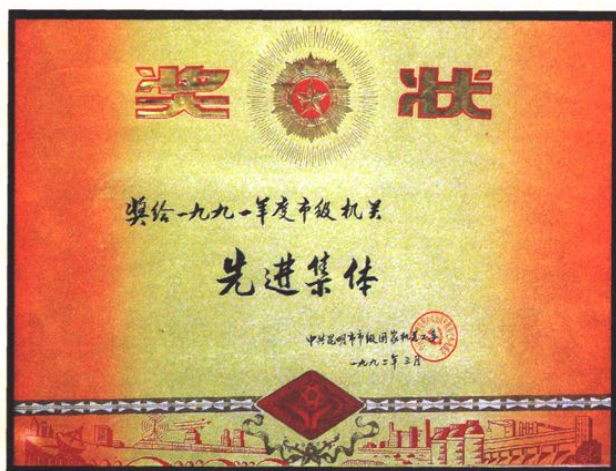 奖状
奖给一九九一年度市级机关
先进集体
中共昆明市市级国家机关工委
一九九二年三月